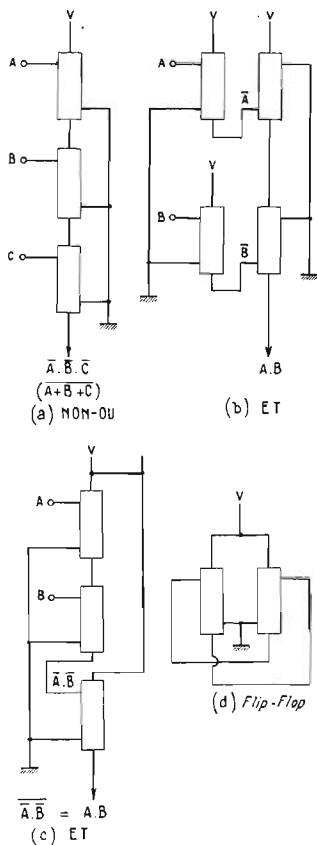 V
A
B
C
A̅.B̅.C̅
(A̅+̅B̅+̅C̅)
(a) NON-OU
V
V
A
A̅
V
B
B̅
A.B
(b) ET
V
A
B
A̅.B̅
A̿.̅B̿ = A.B
(c) ET
V
(d) Flip-Flop